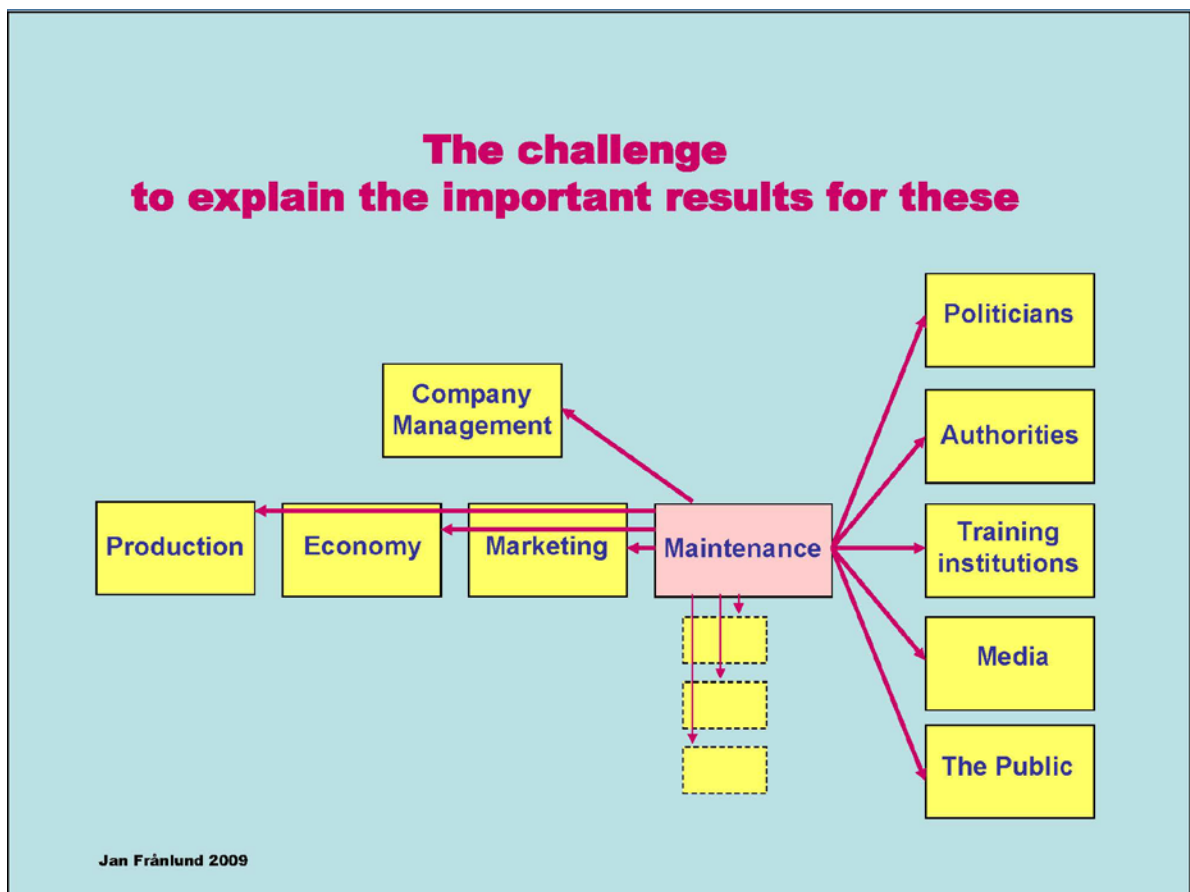 The challenge
to explain the important results for these
Politicians
Company
Management
Authorities
Production
Economy
Marketing
Maintenance
Training
institutions
Media
The Public
Jan Frånlund 2009